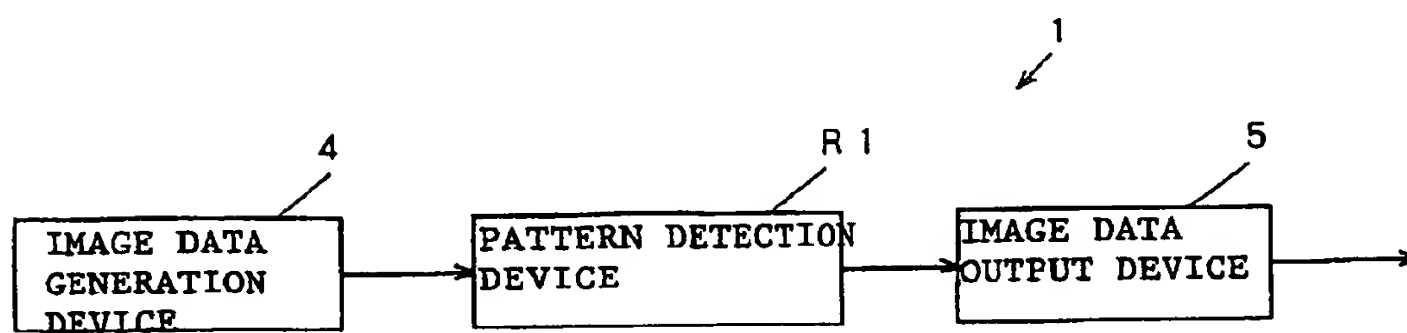 1
4
R 1
5
IMAGE DATA
GENERATION
DEVICE
PATTERN DETECTION
DEVICE
IMAGE DATA
OUTPUT DEVICE